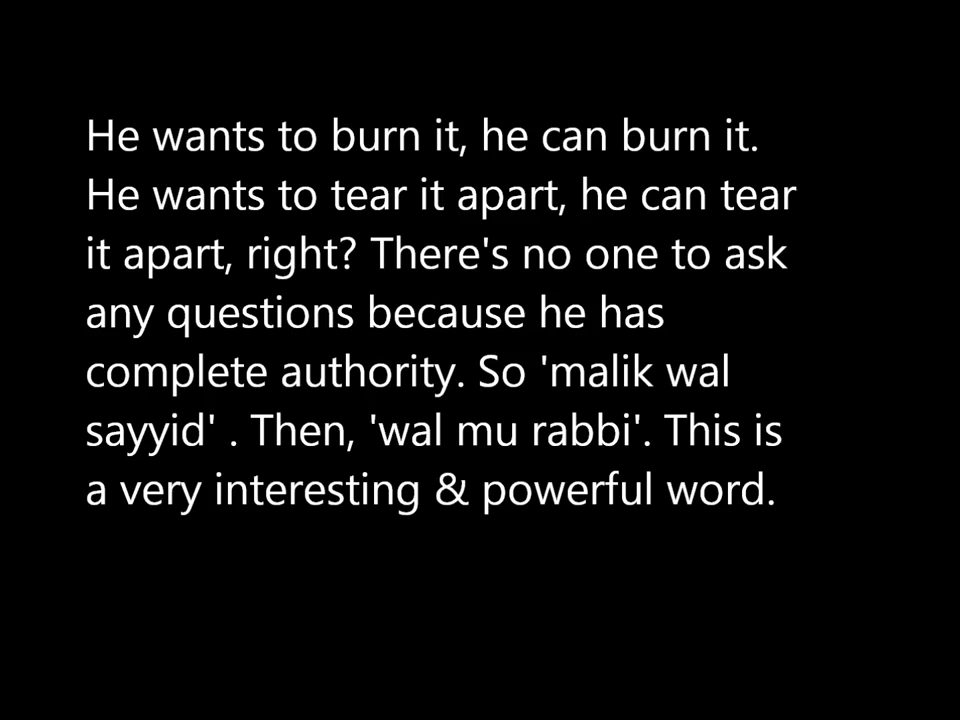 He wants to burn it, he can burn it.
He wants to tear it apart, he can tear
it apart, right? There's no one to ask
any questions because he has
complete authority. So 'malik wal
sayyid' . Then, 'wal mu rabbi'. This is
a very interesting & powerful word.